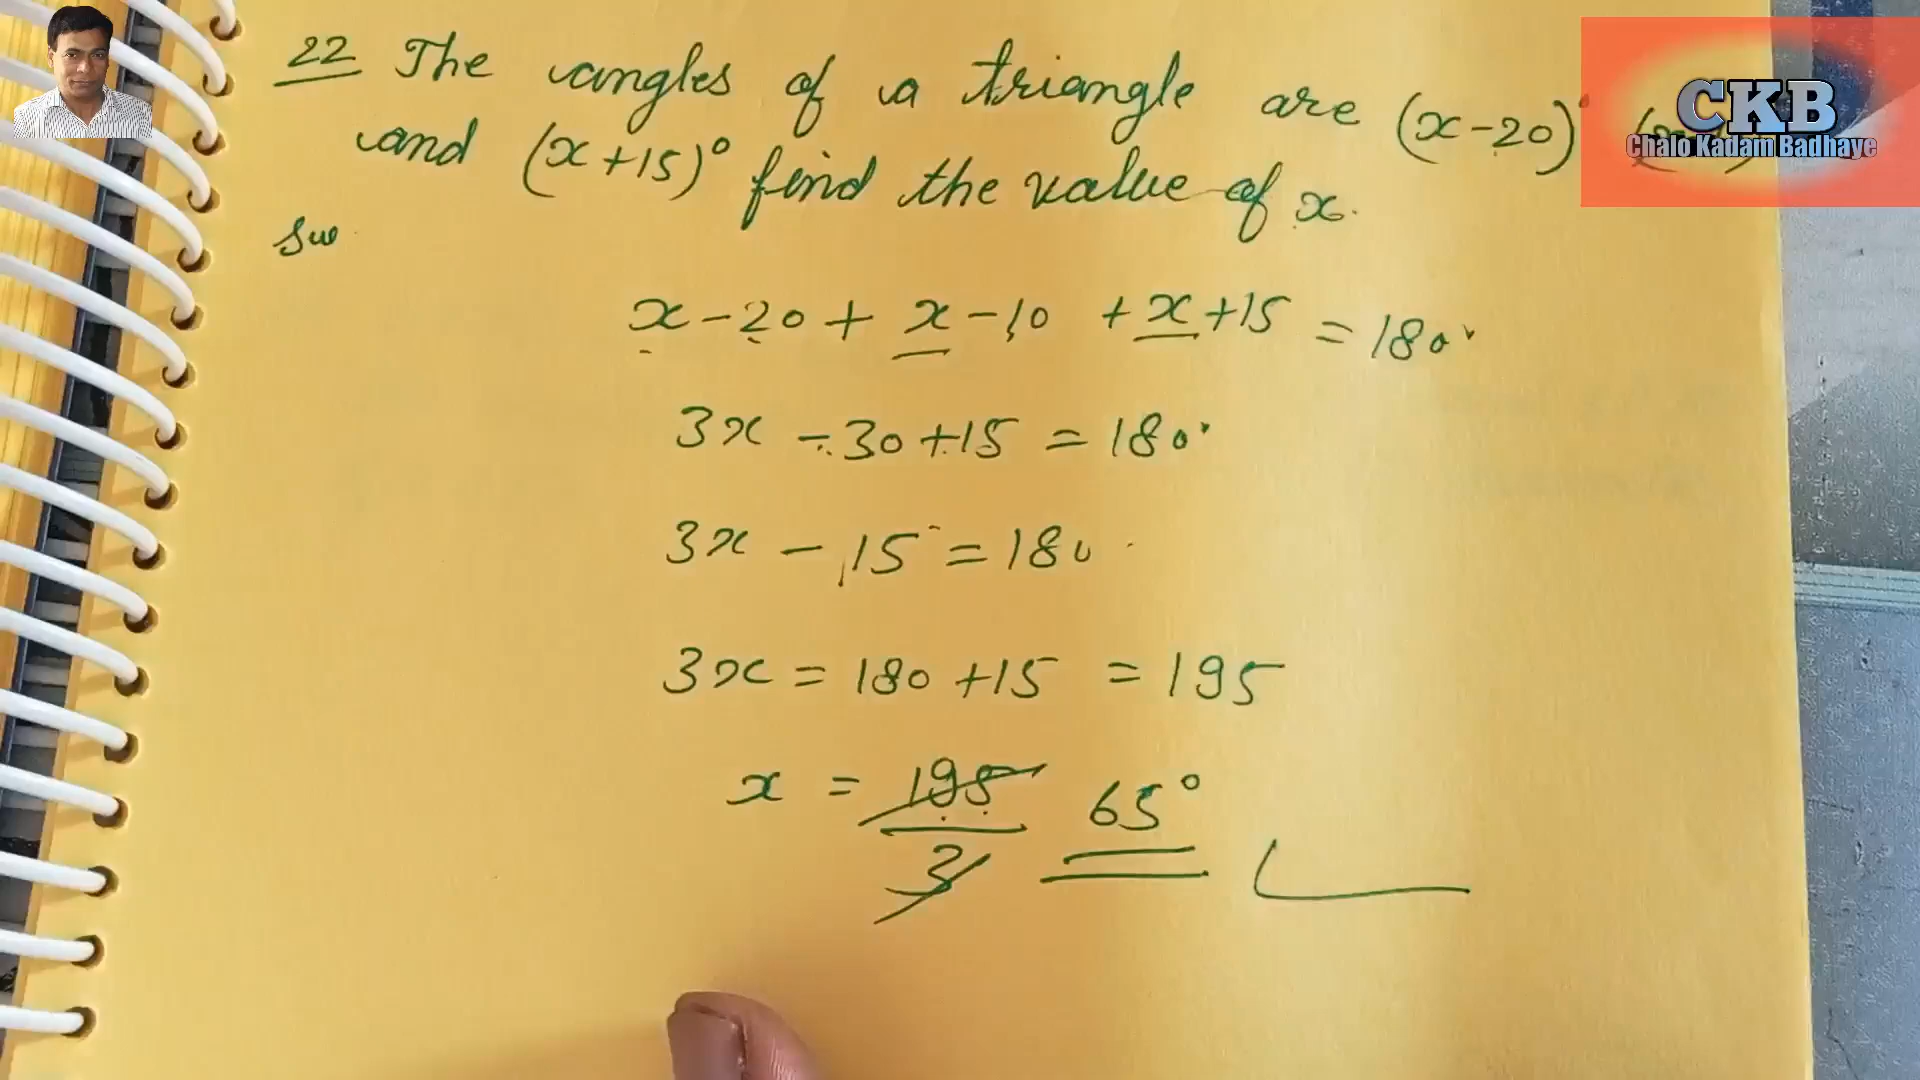 22 The angles of a triangle are (x-20)°
and (x+15)° find the value of x.
CKB
Chalo Kadam Badhaye
x - 20 + x - 10 + x + 15 = 180°
3x - 30 + 15 = 180°
3x - 15 = 180
3x = 180 + 15 = 195
x = 195/3 65°